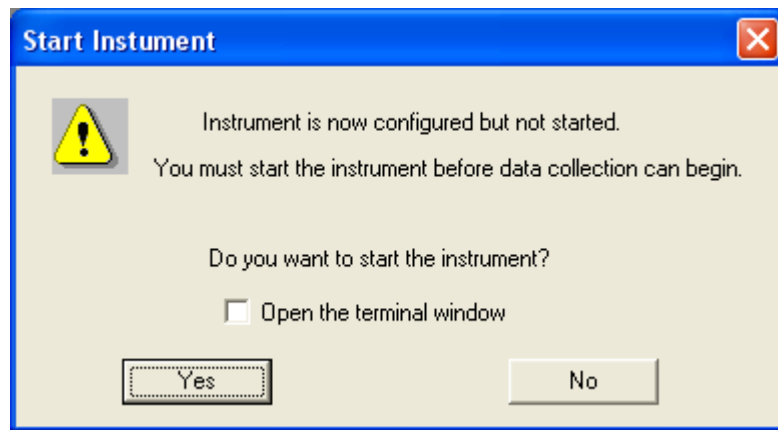 Start Instument
Instrument is now configured but not started.
You must start the instrument before data collection can begin.
Do you want to start the instrument?
Open the terminal window
Yes No